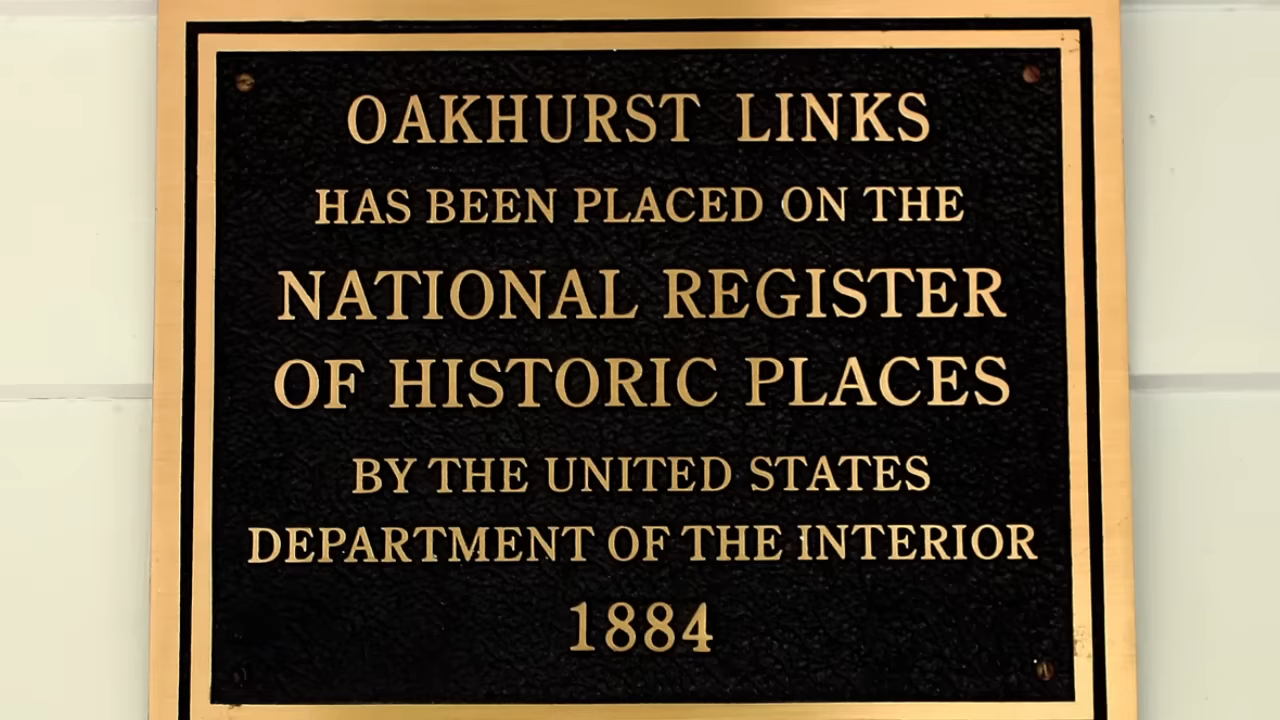 OAKHURST LINKS
HAS BEEN PLACED ON THE
NATIONAL REGISTER
OF HISTORIC PLACES
BY THE UNITED STATES
DEPARTMENT OF THE INTERIOR
1884